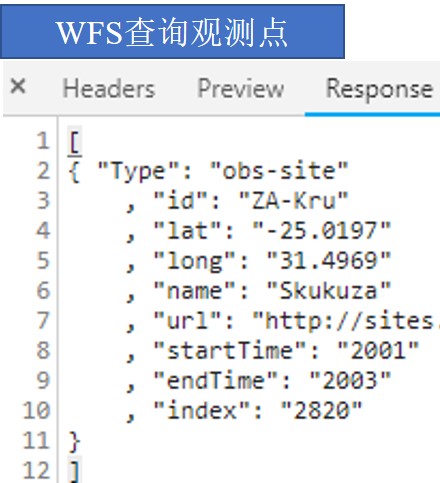 WFS查询观测点
× Headers Preview Response
1 [
2 { "Type": "obs-site"
3 , "id": "ZA-Kru"
4 , "lat": "-25.0197"
5 , "long": "31.4969"
6 , "name": "Skukuza"
7 , "url": "http://sites.
8 , "startTime": "2001"
9 , "endTime": "2003"
10 , "index": "2820"
11 }
12 ]